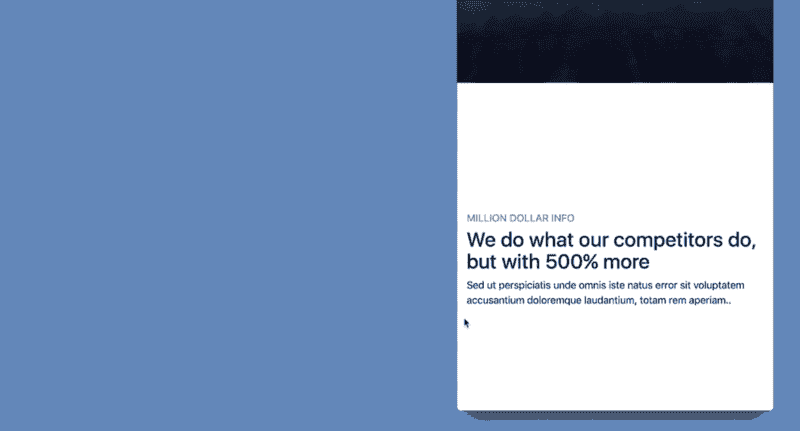 MILLION DOLLAR INFO
We do what our competitors do,
but with 500% more
Sed ut perspiciatis unde omnis iste natus error sit voluptatem
accusantium doloremque laudantium, totam rem aperiam..